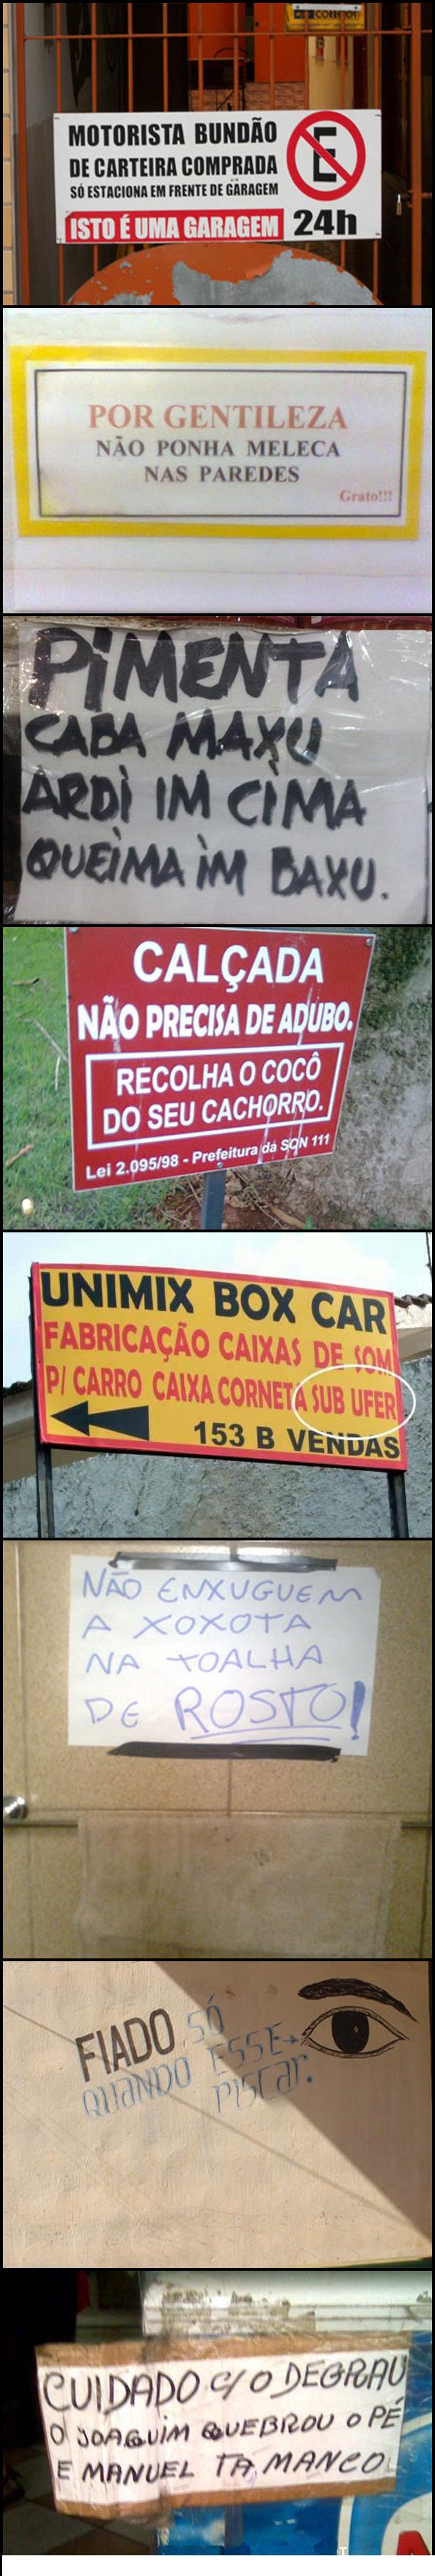 CORREIOS
MOTORISTA BUNDÃO
DE CARTEIRA COMPRADA
SÓ ESTACIONA EM FRENTE DE GARAGEM
ISTO É UMA GARAGEM 24h
E
POR GENTILEZA
NÃO PONHA MELECA
NAS PAREDES
Grato!!!
PIMENTA
CABA MAXU
ARDÌ IM CÌMA
QUEÌMA ÌM BAXU.
CALÇADA
NÃO PRECISA DE ADUBO.
RECOLHA O COCÔ
DO SEU CACHORRO.
Lei 2.095/98 - Prefeitura da SQN 111
UNIMIX BOX CAR
FABRICAÇÃO CAIXAS DE SOM
P/ CARRO CAIXA CORNETA SUB UFER
153 B VENDAS
NÃO ENXUGUEM
A XOXOTA
NA TOALHA
DE ROSTO!
FIADO SÓ
QUANDO ESSE
PISCAR.
CUIDADO C/O DEGRAU
O JOAQUIM QUEBROU O PÉ
E MANUEL TÁ MANCO